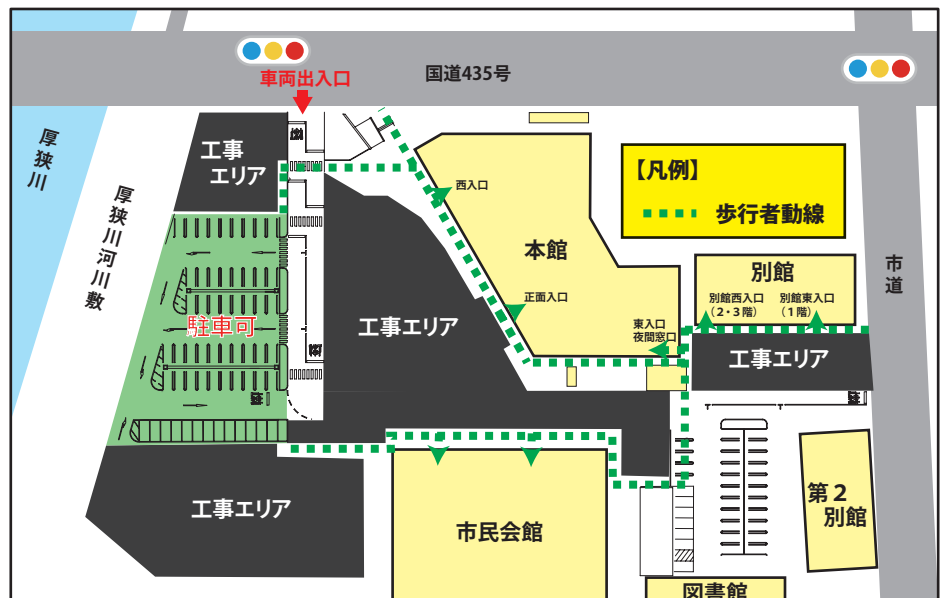 国道435号
車両出入口
厚狭川
厚狭川河川敷
工事
エリア
西入口
本館
【凡例】
歩行者動線
市道
別館
別館西入口
（2・3階）
別館東入口
（1階）
駐車可
工事エリア
正面入口
東入口
夜間窓口
工事エリア
工事エリア
市民会館
第２
別館
図書館